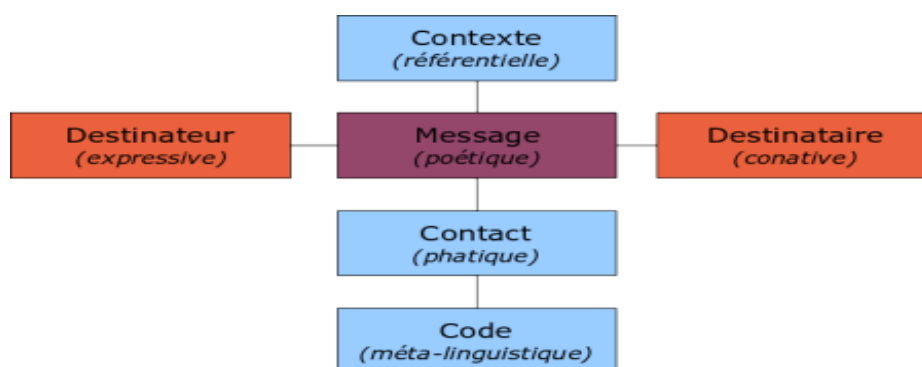 Contexte
(référentielle)
Destinateur
(expressive)
Message
(poétique)
Destinataire
(conative)
Contact
(phatique)
Code
(méta-linguistique)